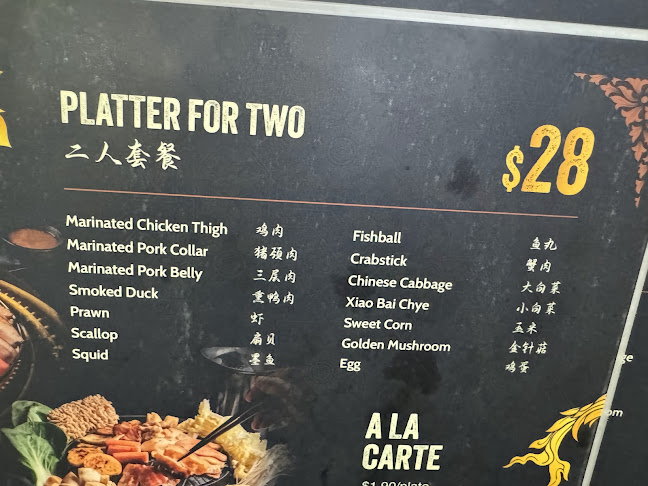 PLATTER FOR TWO
二人套餐
$28
Marinated Chicken Thigh 鸡肉
Marinated Pork Collar 猪颈肉
Marinated Pork Belly 三层肉
Smoked Duck 熏鸭肉
Prawn 虾
Scallop 扇贝
Squid 墨鱼
Fishball 鱼丸
Crabstick 蟹肉
Chinese Cabbage 大白菜
Xiao Bai Chye 小白菜
Sweet Corn 玉米
Golden Mushroom 金针菇
Egg 鸡蛋
A LA
CARTE